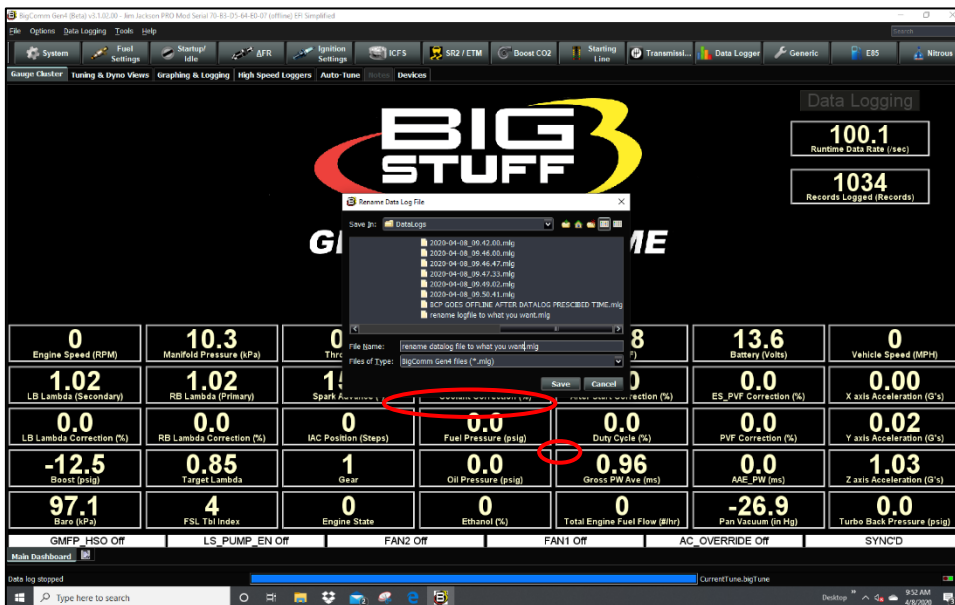 BigComm Gen4 (Beta) v3.1.02.00 - Jim Jackson PRO Mod Serial 70-B3-D5-64-E0-07 (offline) EFI Simplified
File Options Data Logging Tools Help
Search
System
Fuel Settings
Startup/ Idle
AFR
Ignition Settings
ICFS
SR2 / ETM
Boost CO2
Starting Line
Transmissi...
Data Logger
Generic
E85
Nitrous
Gauge Cluster Tuning & Dyno Views Graphing & Logging High Speed Loggers Auto-Tune Notes Devices
Data Logging
BIG
STUFF
3
100.1
Runtime Data Rate (/sec)
1034
Records Logged (Records)
Rename Data Log File
Save In: DataLogs
2020-04-08_09.42.00.mlg
2020-04-08_09.46.00.mlg
2020-04-08_09.46.47.mlg
2020-04-08_09.47.33.mlg
2020-04-08_09.49.02.mlg
2020-04-08_09.50.41.mlg
BCP GOES OFFLINE AFTER DATALOG PRESCIBED TIME.mlg
rename logfile to what you want.mlg
File Name: rename datalog file to what you want.mlg
Files of Type: BigComm Gen4 files (*.mlg)
Save Cancel
0 10.3 0 8 13.6 0
Engine Speed (RPM) Manifold Pressure (kPa) Battery (Volts) Vehicle Speed (MPH)
1.02 1.02 0.0 0.00
LB Lambda (Secondary) RB Lambda (Primary) Spark Advance Coolant Correction (%) After Start Correction (%) ES_PVF Correction (%) X axis Acceleration (G's)
0.0 0.0 0 0.0 0.0 0.0 0.02
LB Lambda Correction (%) RB Lambda Correction (%) IAC Position (Steps) Fuel Pressure (psig) Duty Cycle (%) PVF Correction (%) Y axis Acceleration (G's)
-12.5 0.85 1 0.0 0.96 0.0 1.03
Boost (psig) Target Lambda Gear Oil Pressure (psig) Gross PW Ave (ms) AAE_PW (ms) Z axis Acceleration (G's)
97.1 4 0 0 0 -26.9 0.0
Baro (kPa) FSL Tbl Index Engine State Ethanol (%) Total Engine Fuel Flow (#/hr) Pan Vacuum (in Hg) Turbo Back Pressure (psig)
GMFP_HSO Off LS_PUMP_EN Off FAN2 Off FAN1 Off AC_OVERRIDE Off SYNC'D
Main Dashboard
Data log stopped CurrentTune.bigTune
Type here to search Desktop 9:52 AM
4/8/2020